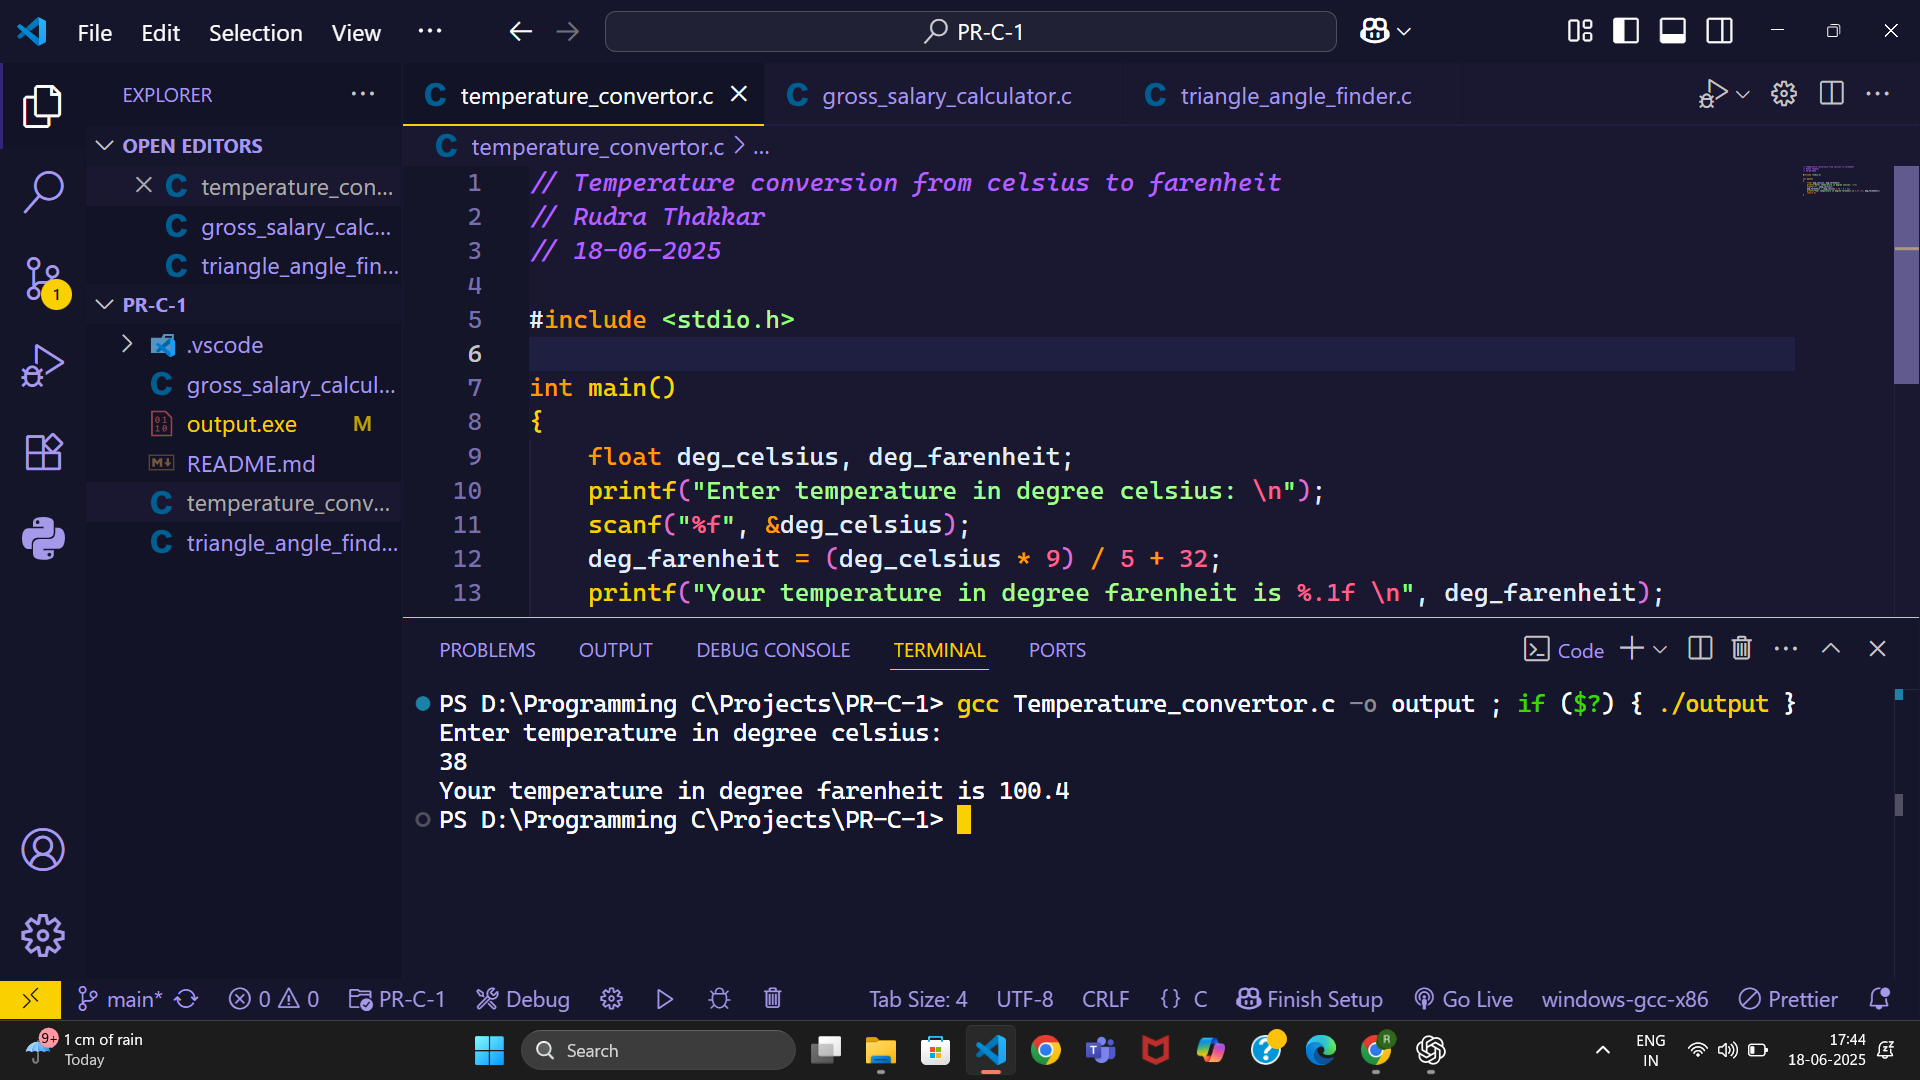 File Edit Selection View ···
PR-C-1
EXPLORER ···
OPEN EDITORS
temperature_con...
gross_salary_calc...
triangle_angle_fin...
PR-C-1
.vscode
gross_salary_calcul...
output.exe M
README.md
temperature_conv...
triangle_angle_find...
1
temperature_convertor.c
gross_salary_calculator.c
triangle_angle_finder.c
temperature_convertor.c > ...
1 // Temperature conversion from celsius to farenheit
2 // Rudra Thakkar
3 // 18-06-2025
4
5 #include <stdio.h>
6
7 int main()
8 {
9 float deg_celsius, deg_farenheit;
10 printf("Enter temperature in degree celsius: \n");
11 scanf("%f", &deg_celsius);
12 deg_farenheit = (deg_celsius * 9) / 5 + 32;
13 printf("Your temperature in degree farenheit is %.1f \n", deg_farenheit);
PROBLEMS OUTPUT DEBUG CONSOLE TERMINAL PORTS
Code
PS D:\Programming C\Projects\PR-C-1> gcc Temperature_convertor.c -o output ; if ($?) { ./output }
Enter temperature in degree celsius:
38
Your temperature in degree farenheit is 100.4
PS D:\Programming C\Projects\PR-C-1>
main* 0 0 PR-C-1 Debug Tab Size: 4 UTF-8 CRLF {} C Finish Setup Go Live windows-gcc-x86 Prettier
9+
1 cm of rain
Today
Search
R
ENG
IN
17:44
18-06-2025